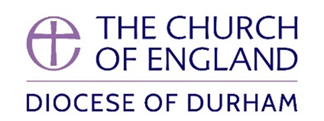 THE CHURCH
OF ENGLAND
DIOCESE OF DURHAM